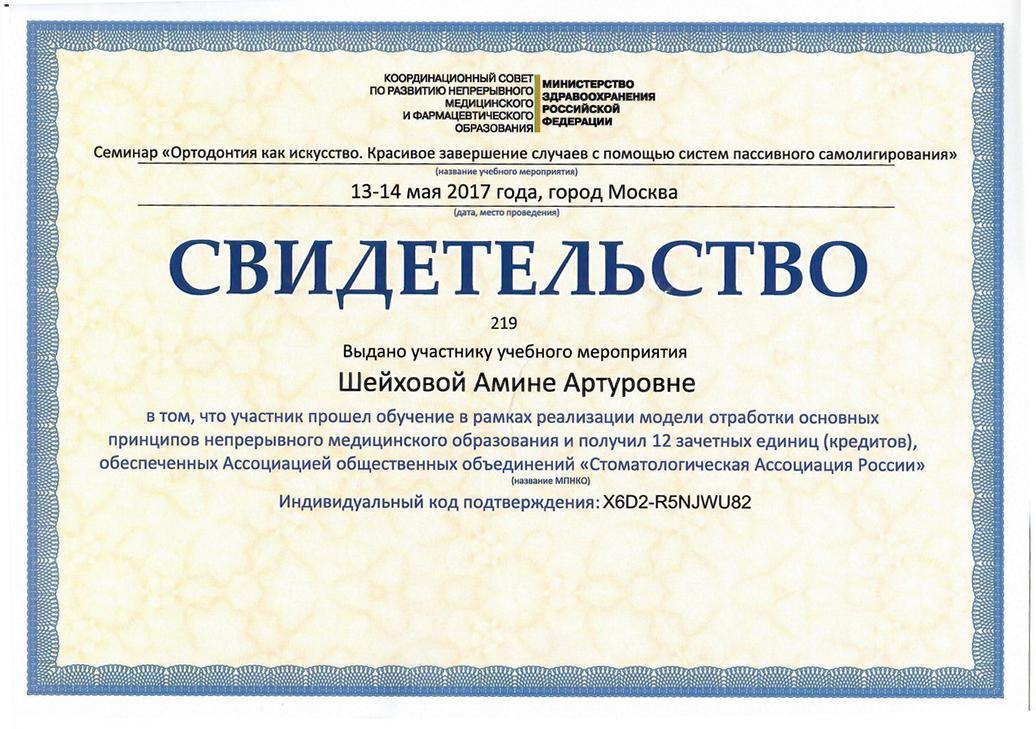 КООРДИНАЦИОННЫЙ СОВЕТ
ПО РАЗВИТИЮ НЕПРЕРЫВНОГО
МЕДИЦИНСКОГО
И ФАРМАЦЕВТИЧЕСКОГО
ОБРАЗОВАНИЯ
МИНИСТЕРСТВО
ЗДРАВООХРАНЕНИЯ
РОССИЙСКОЙ
ФЕДЕРАЦИИ
Семинар «Ортодонтия как искусство. Красивое завершение случаев с помощью систем пассивного самолигирования»
(название учебного мероприятия)
13-14 мая 2017 года, город Москва
(дата, место проведения)
СВИДЕТЕЛЬСТВО
219
Выдано участнику учебного мероприятия
Шейховой Амине Артуровне
в том, что участник прошел обучение в рамках реализации модели отработки основных
принципов непрерывного медицинского образования и получил 12 зачетных единиц (кредитов),
обеспеченных Ассоциацией общественных объединений «Стоматологическая Ассоциация России»
(название МПНКО)
Индивидуальный код подтверждения: X6D2-R5NJWU82